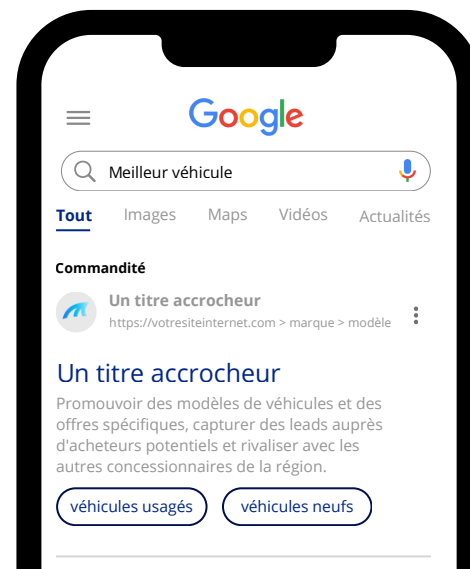 Google
Meilleur véhicule
Tout Images Maps Vidéos Actualités
Commandité
Un titre accrocheur
https://votresiteinternet.com > marque > modèle
Un titre accrocheur
Promouvoir des modèles de véhicules et des
offres spécifiques, capturer des leads auprès
d'acheteurs potentiels et rivaliser avec les
autres concessionnaires de la région.
véhicules usagés véhicules neufs